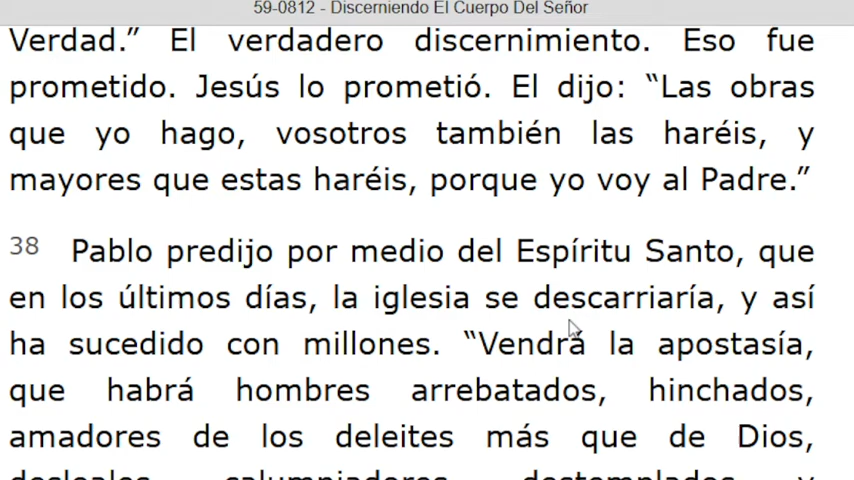 59-0812 - Discerniendo El Cuerpo Del Señor
Verdad.” El verdadero discernimiento. Eso fue
prometido. Jesús lo prometió. El dijo: “Las obras
que yo hago, vosotros también las haréis, y
mayores que estas haréis, porque yo voy al Padre.”
38 Pablo predijo por medio del Espíritu Santo, que
en los últimos días, la iglesia se descarriaría, y así
ha sucedido con millones. “Vendrá la apostasía,
que habrá hombres arrebatados, hinchados,
amadores de los deleites más que de Dios,
desleales, calumniadores, destemplados y